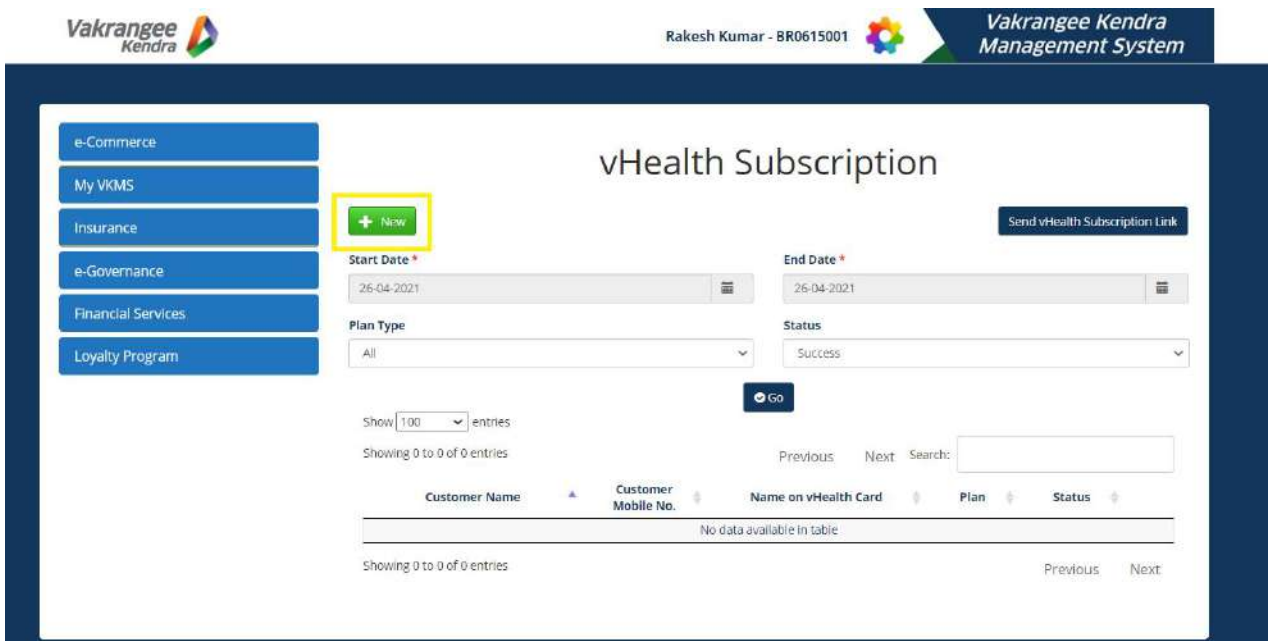 Vakrangee
Kendra
Rakesh Kumar - BR0615001
Vakrangee Kendra
Management System
e-Commerce
My VKMS
Insurance
e-Governance
Financial Services
Loyalty Program
vHealth Subscription
New
Send vHealth Subscription Link
Start Date *
End Date *
26-04-2021
26-04-2021
Plan Type
Status
All
Success
Go
Show 100 entries
Showing 0 to 0 of 0 entries
Previous Next Search:
Customer Name
Customer
Mobile No.
Name on vHealth Card
Plan
Status
No data available in table
Showing 0 to 0 of 0 entries
Previous Next